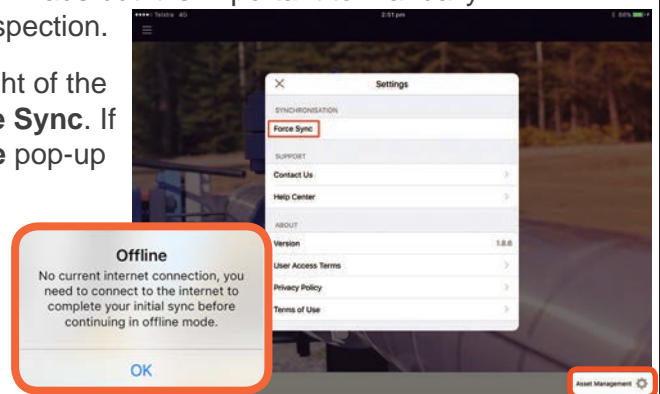 spection.
ht of the
e Sync. If
e pop-up
Telstra 4G
2:51 pm
Settings
SYNCHRONISATION
Force Sync
SUPPORT
Contact Us
Help Center
ABOUT
Version 1.8.6
User Access Terms
Privacy Policy
Terms of Use
Offline
No current internet connection, you
need to connect to the internet to
complete your initial sync before
continuing in offline mode.
OK
Asset Management